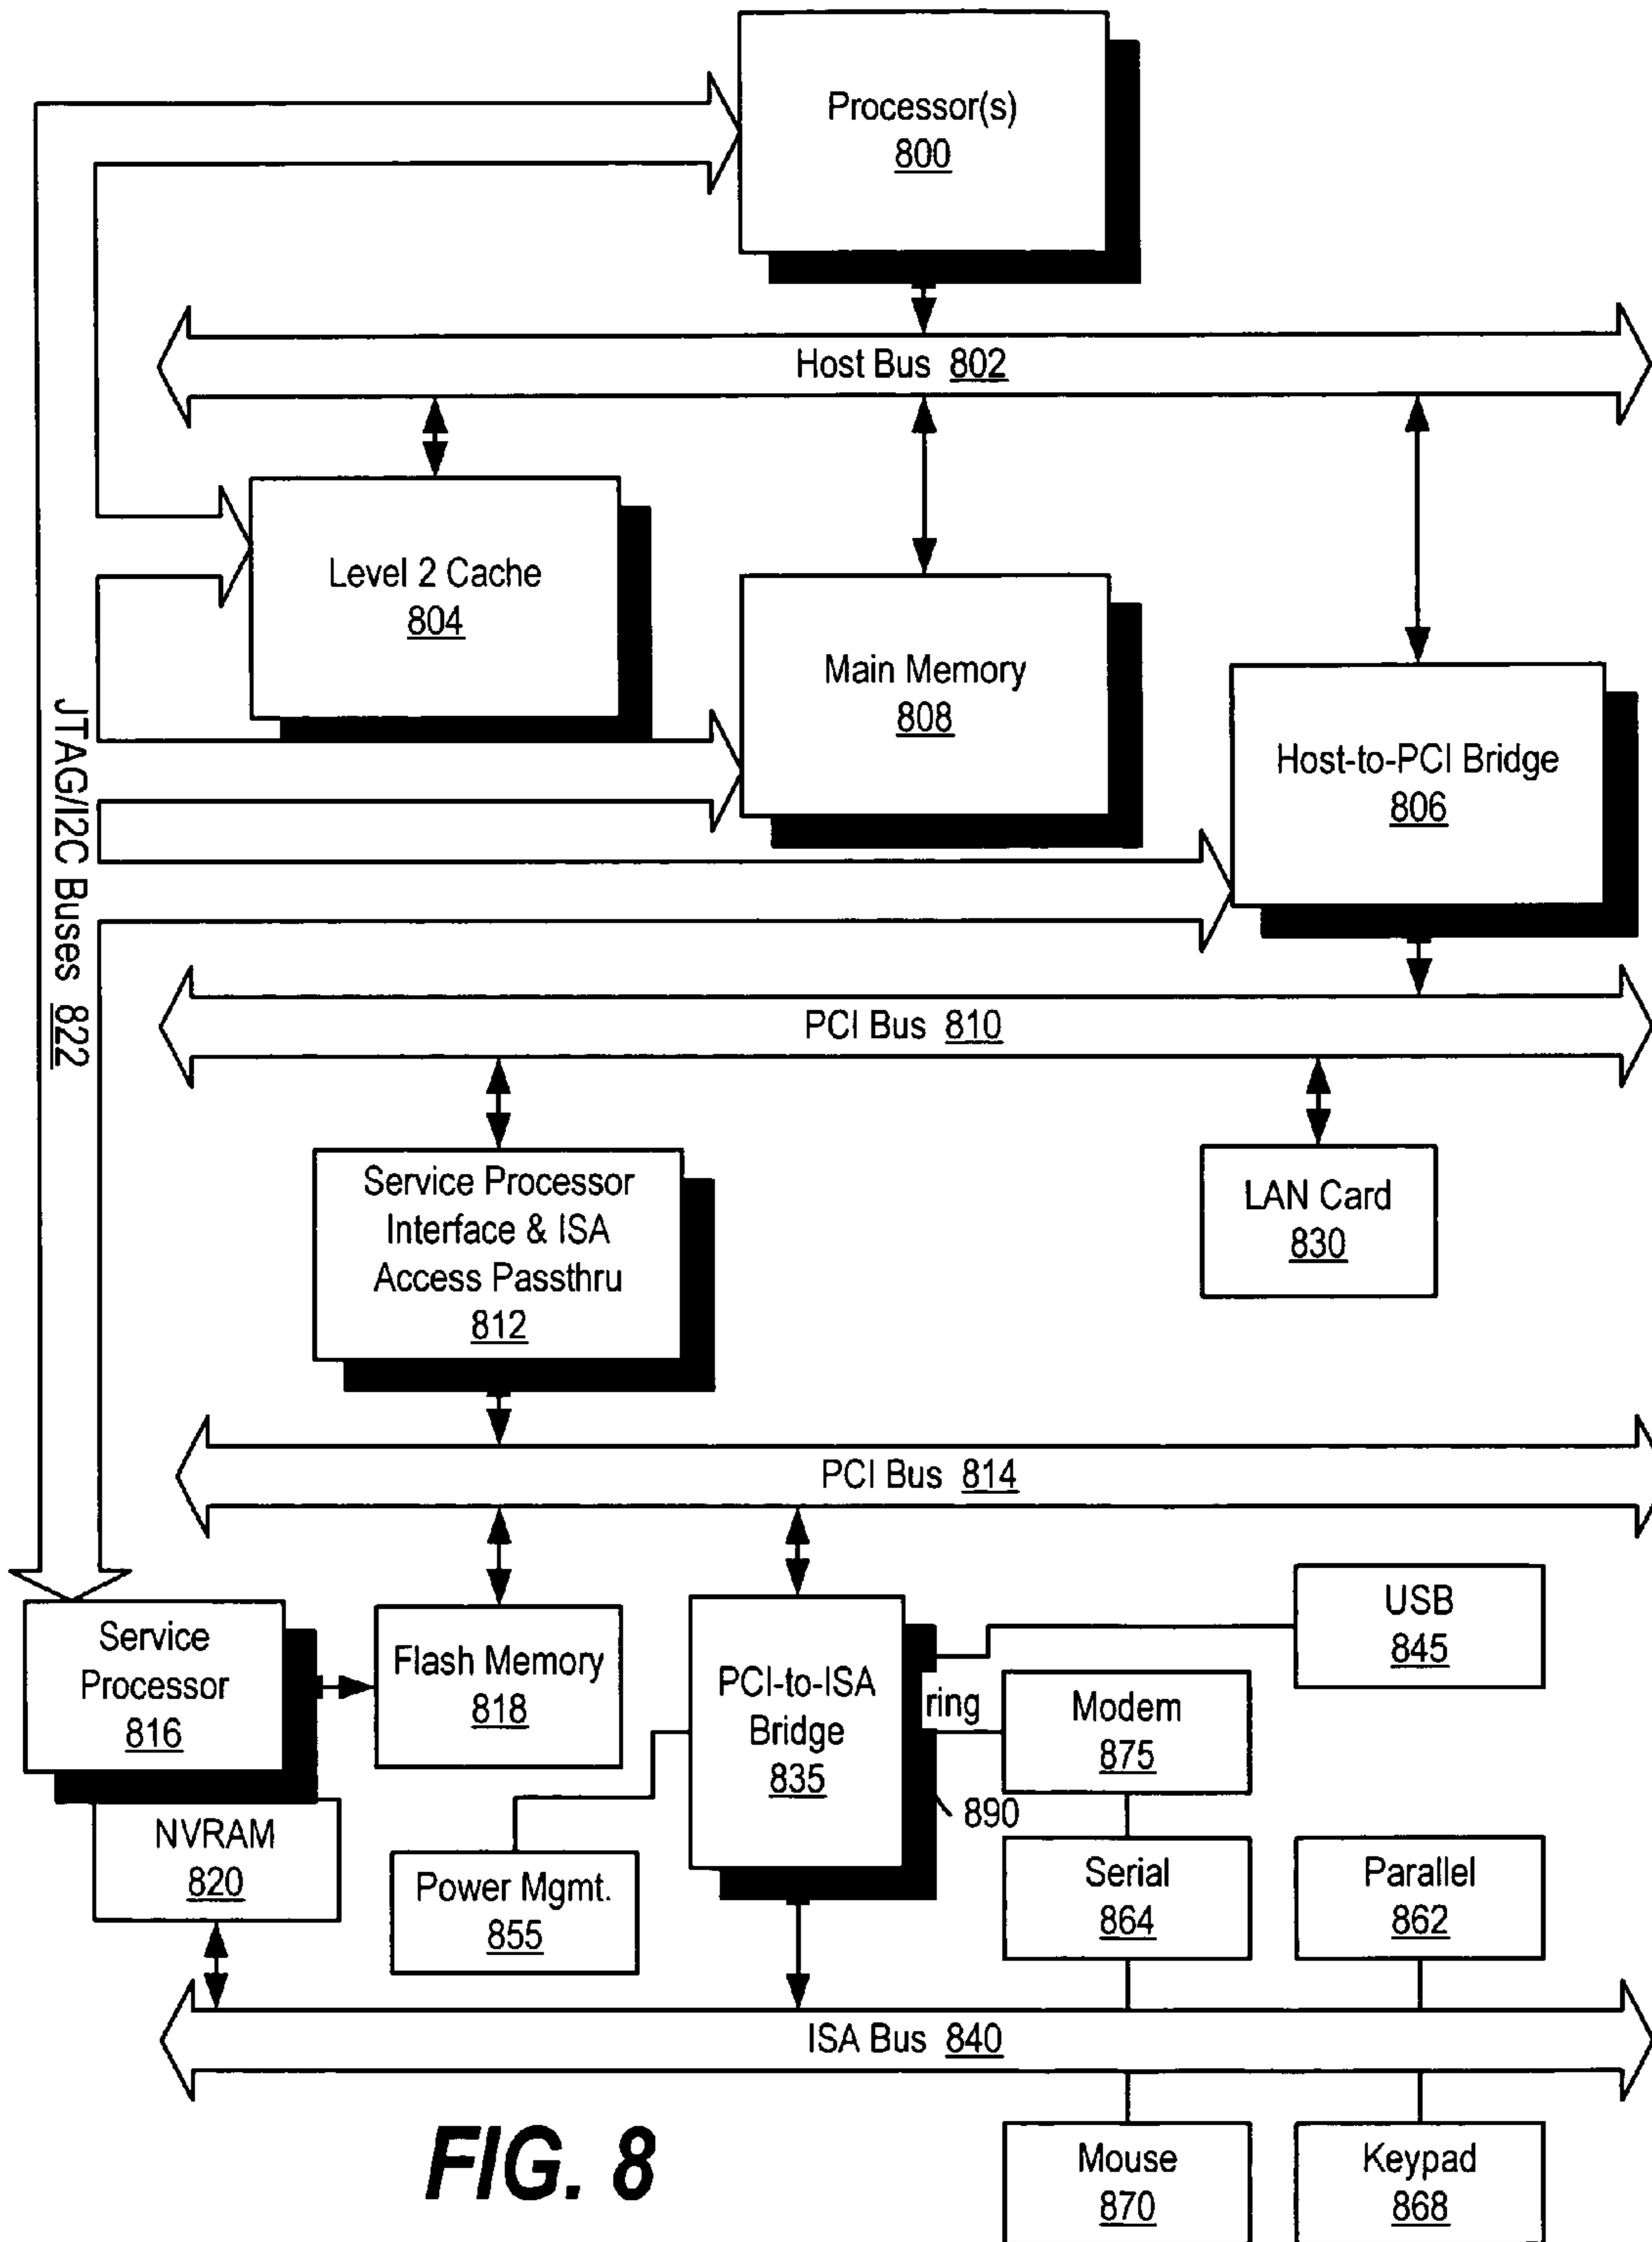 Processor(s)
800
Host Bus 802
Level 2 Cache
804
Main Memory
808
Host-to-PCI Bridge
806
JTAG/I2C Buses 822
PCI Bus 810
Service Processor
Interface & ISA
Access Passthru
812
LAN Card
830
PCI Bus 814
USB
845
Service
Processor
816
Flash Memory
818
PCI-to-ISA
Bridge
835
ring
Modem
875
890
NVRAM
820
Power Mgmt.
855
Serial
864
Parallel
862
ISA Bus 840
FIG. 8
Mouse
870
Keypad
868